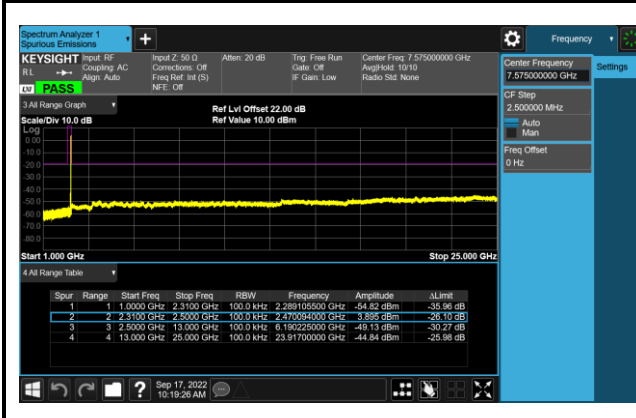 Spectrum Analyzer 1
Spurious Emissions
Frequency
KEYSIGHT
Input: RF
Input Z: 50 Ω
Atten: 20 dB
Trig: Free Run
Center Freq: 7.575000000 GHz
RL
Coupling: AC
Corrections: Off
Gate: Off
Avg|Hold: 10/10
Align: Auto
Freq Ref: Int (S)
IF Gain: Low
Radio Std: None
NFE: Off
LXI
PASS
3 All Range Graph
Ref Lvl Offset 22.00 dB
Scale/Div 10.0 dB
Ref Value 10.00 dBm
Log
0.00
-10.0
-20.0
-30.0
-40.0
-50.0
-60.0
-70.0
-80.0
Start 1.000 GHz
Stop 25.000 GHz
4 All Range Table
Spur Range Start Freq Stop Freq RBW Frequency Amplitude ΔLimit
1 1 1.0000 GHz 2.3100 GHz 100.0 kHz 2.289105500 GHz -54.82 dBm -35.96 dB
2 2 2.3100 GHz 2.5000 GHz 100.0 kHz 2.470094000 GHz 3.895 dBm -26.10 dB
3 3 2.5000 GHz 13.000 GHz 100.0 kHz 6.190225000 GHz -49.13 dBm -30.27 dB
4 4 13.000 GHz 25.000 GHz 100.0 kHz 23.91700000 GHz -44.84 dBm -25.98 dB
Center Frequency
7.575000000 GHz
Settings
CF Step
2.500000 MHz
Auto
Man
Freq Offset
0 Hz
?
Sep 17, 2022
10:19:26 AM